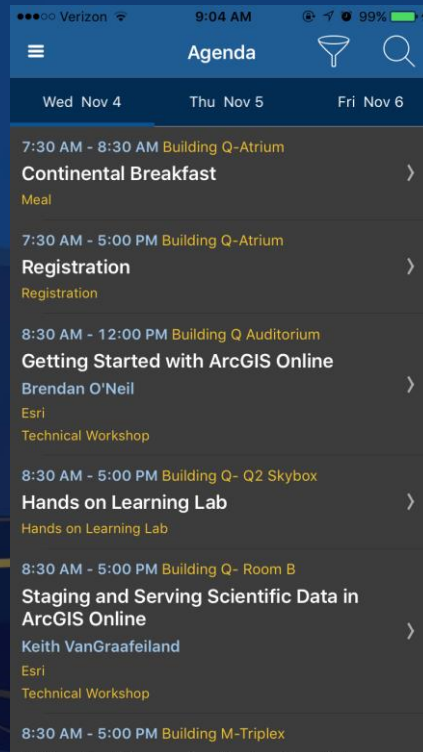 Verizon 9:04 AM 99%
Agenda
Wed Nov 4 Thu Nov 5 Fri Nov 6
7:30 AM - 8:30 AM Building Q-Atrium
Continental Breakfast
Meal
7:30 AM - 5:00 PM Building Q-Atrium
Registration
Registration
8:30 AM - 12:00 PM Building Q Auditorium
Getting Started with ArcGIS Online
Brendan O'Neil
Esri
Technical Workshop
8:30 AM - 5:00 PM Building Q- Q2 Skybox
Hands on Learning Lab
Hands on Learning Lab
8:30 AM - 5:00 PM Building Q- Room B
Staging and Serving Scientific Data in
ArcGIS Online
Keith VanGraafeiland
Esri
Technical Workshop
8:30 AM - 5:00 PM Building M-Triplex